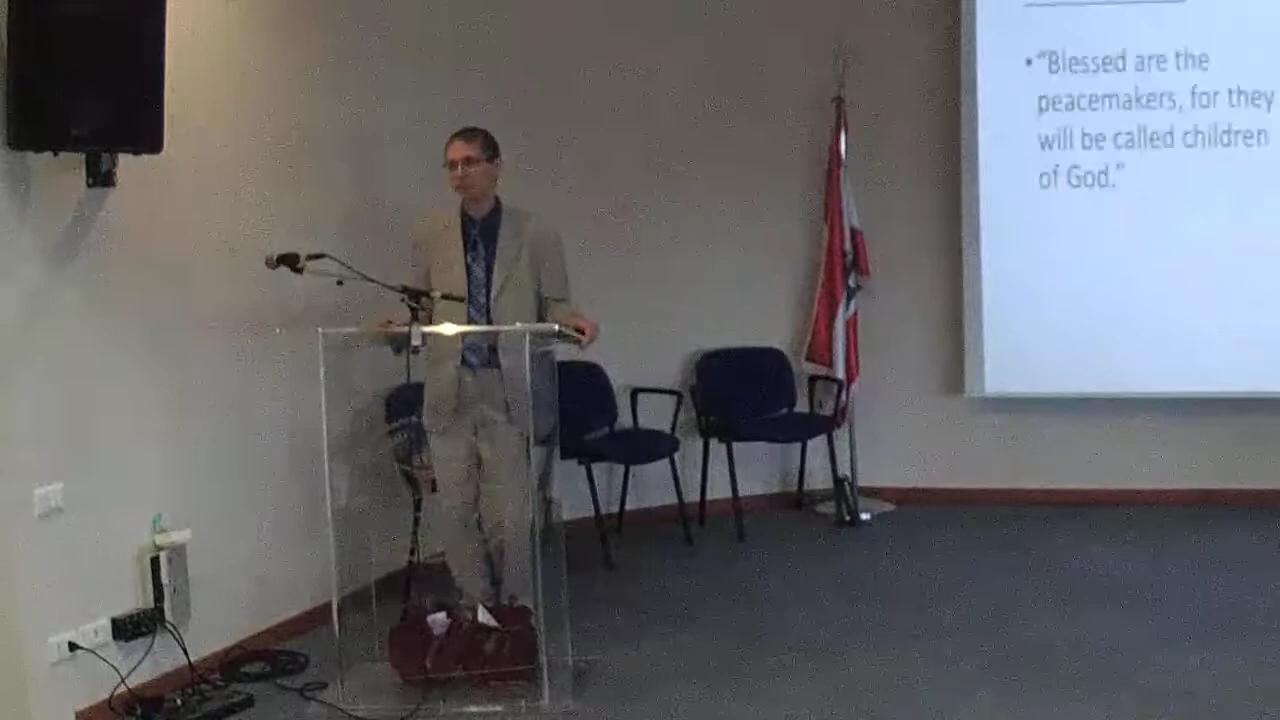 •“Blessed are the
peacemakers, for they
will be called children
of God.”